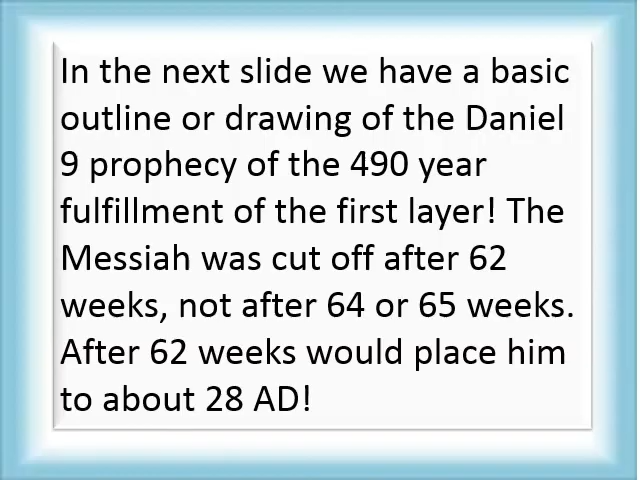 In the next slide we have a basic
outline or drawing of the Daniel
9 prophecy of the 490 year
fulfillment of the first layer! The
Messiah was cut off after 62
weeks, not after 64 or 65 weeks.
After 62 weeks would place him
to about 28 AD!